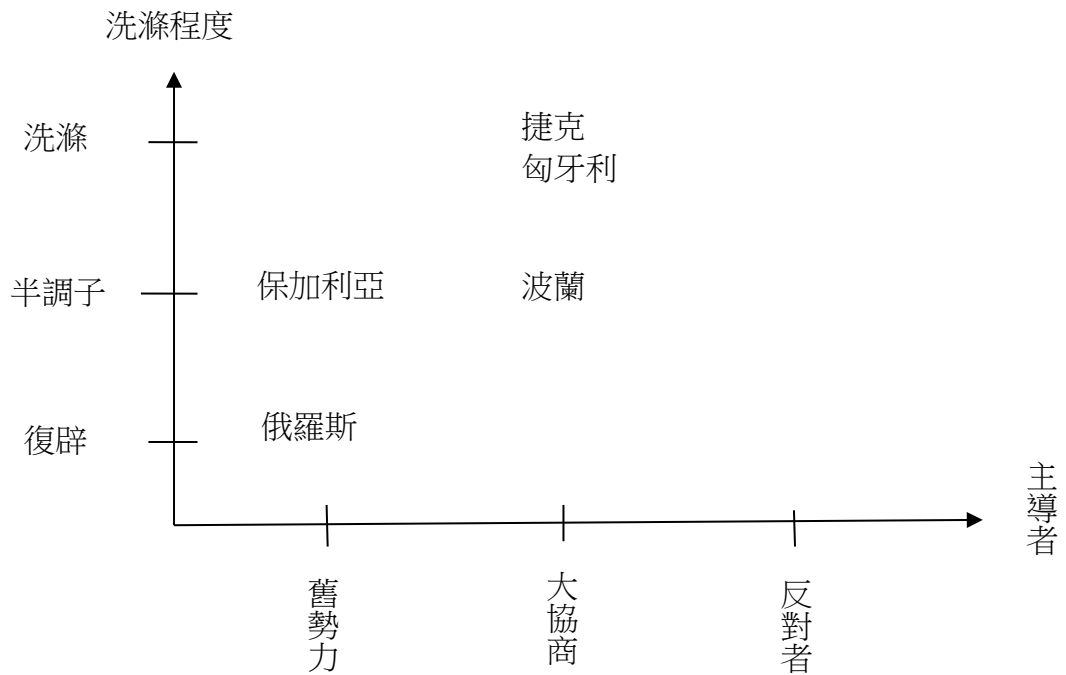 洗滌程度
洗滌
捷克
匈牙利
半調子
保加利亞
波蘭
復辟
俄羅斯
主導者
舊勢力
大協商
反對者